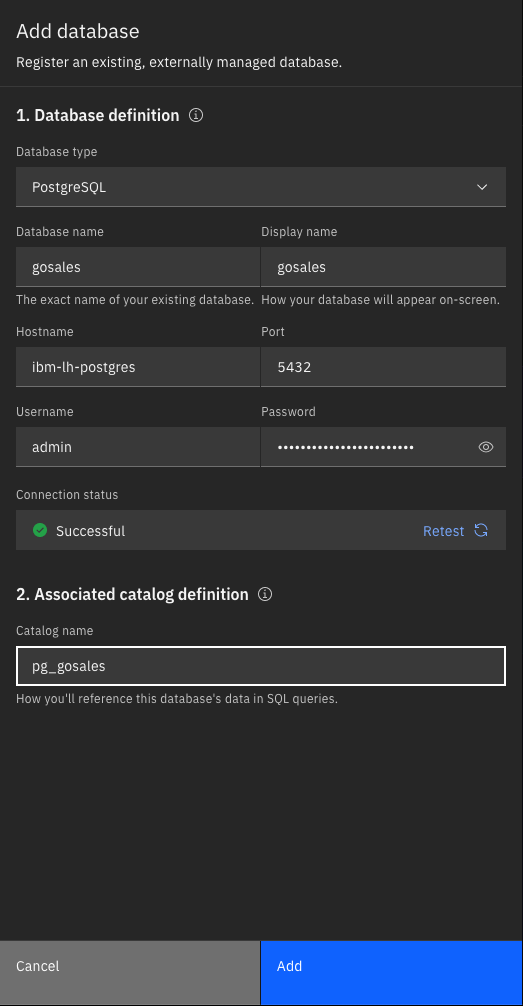 Add database
Register an existing, externally managed database.
1. Database definition
Database type
PostgreSQL
Database name
Display name
gosales
gosales
The exact name of your existing database.
How your database will appear on-screen.
Hostname
Port
ibm-lh-postgres
5432
Username
Password
admin
••••••••••••••••••••••••
Connection status
Successful
Retest
2. Associated catalog definition
Catalog name
pg_gosales
How you'll reference this database's data in SQL queries.
Cancel
Add